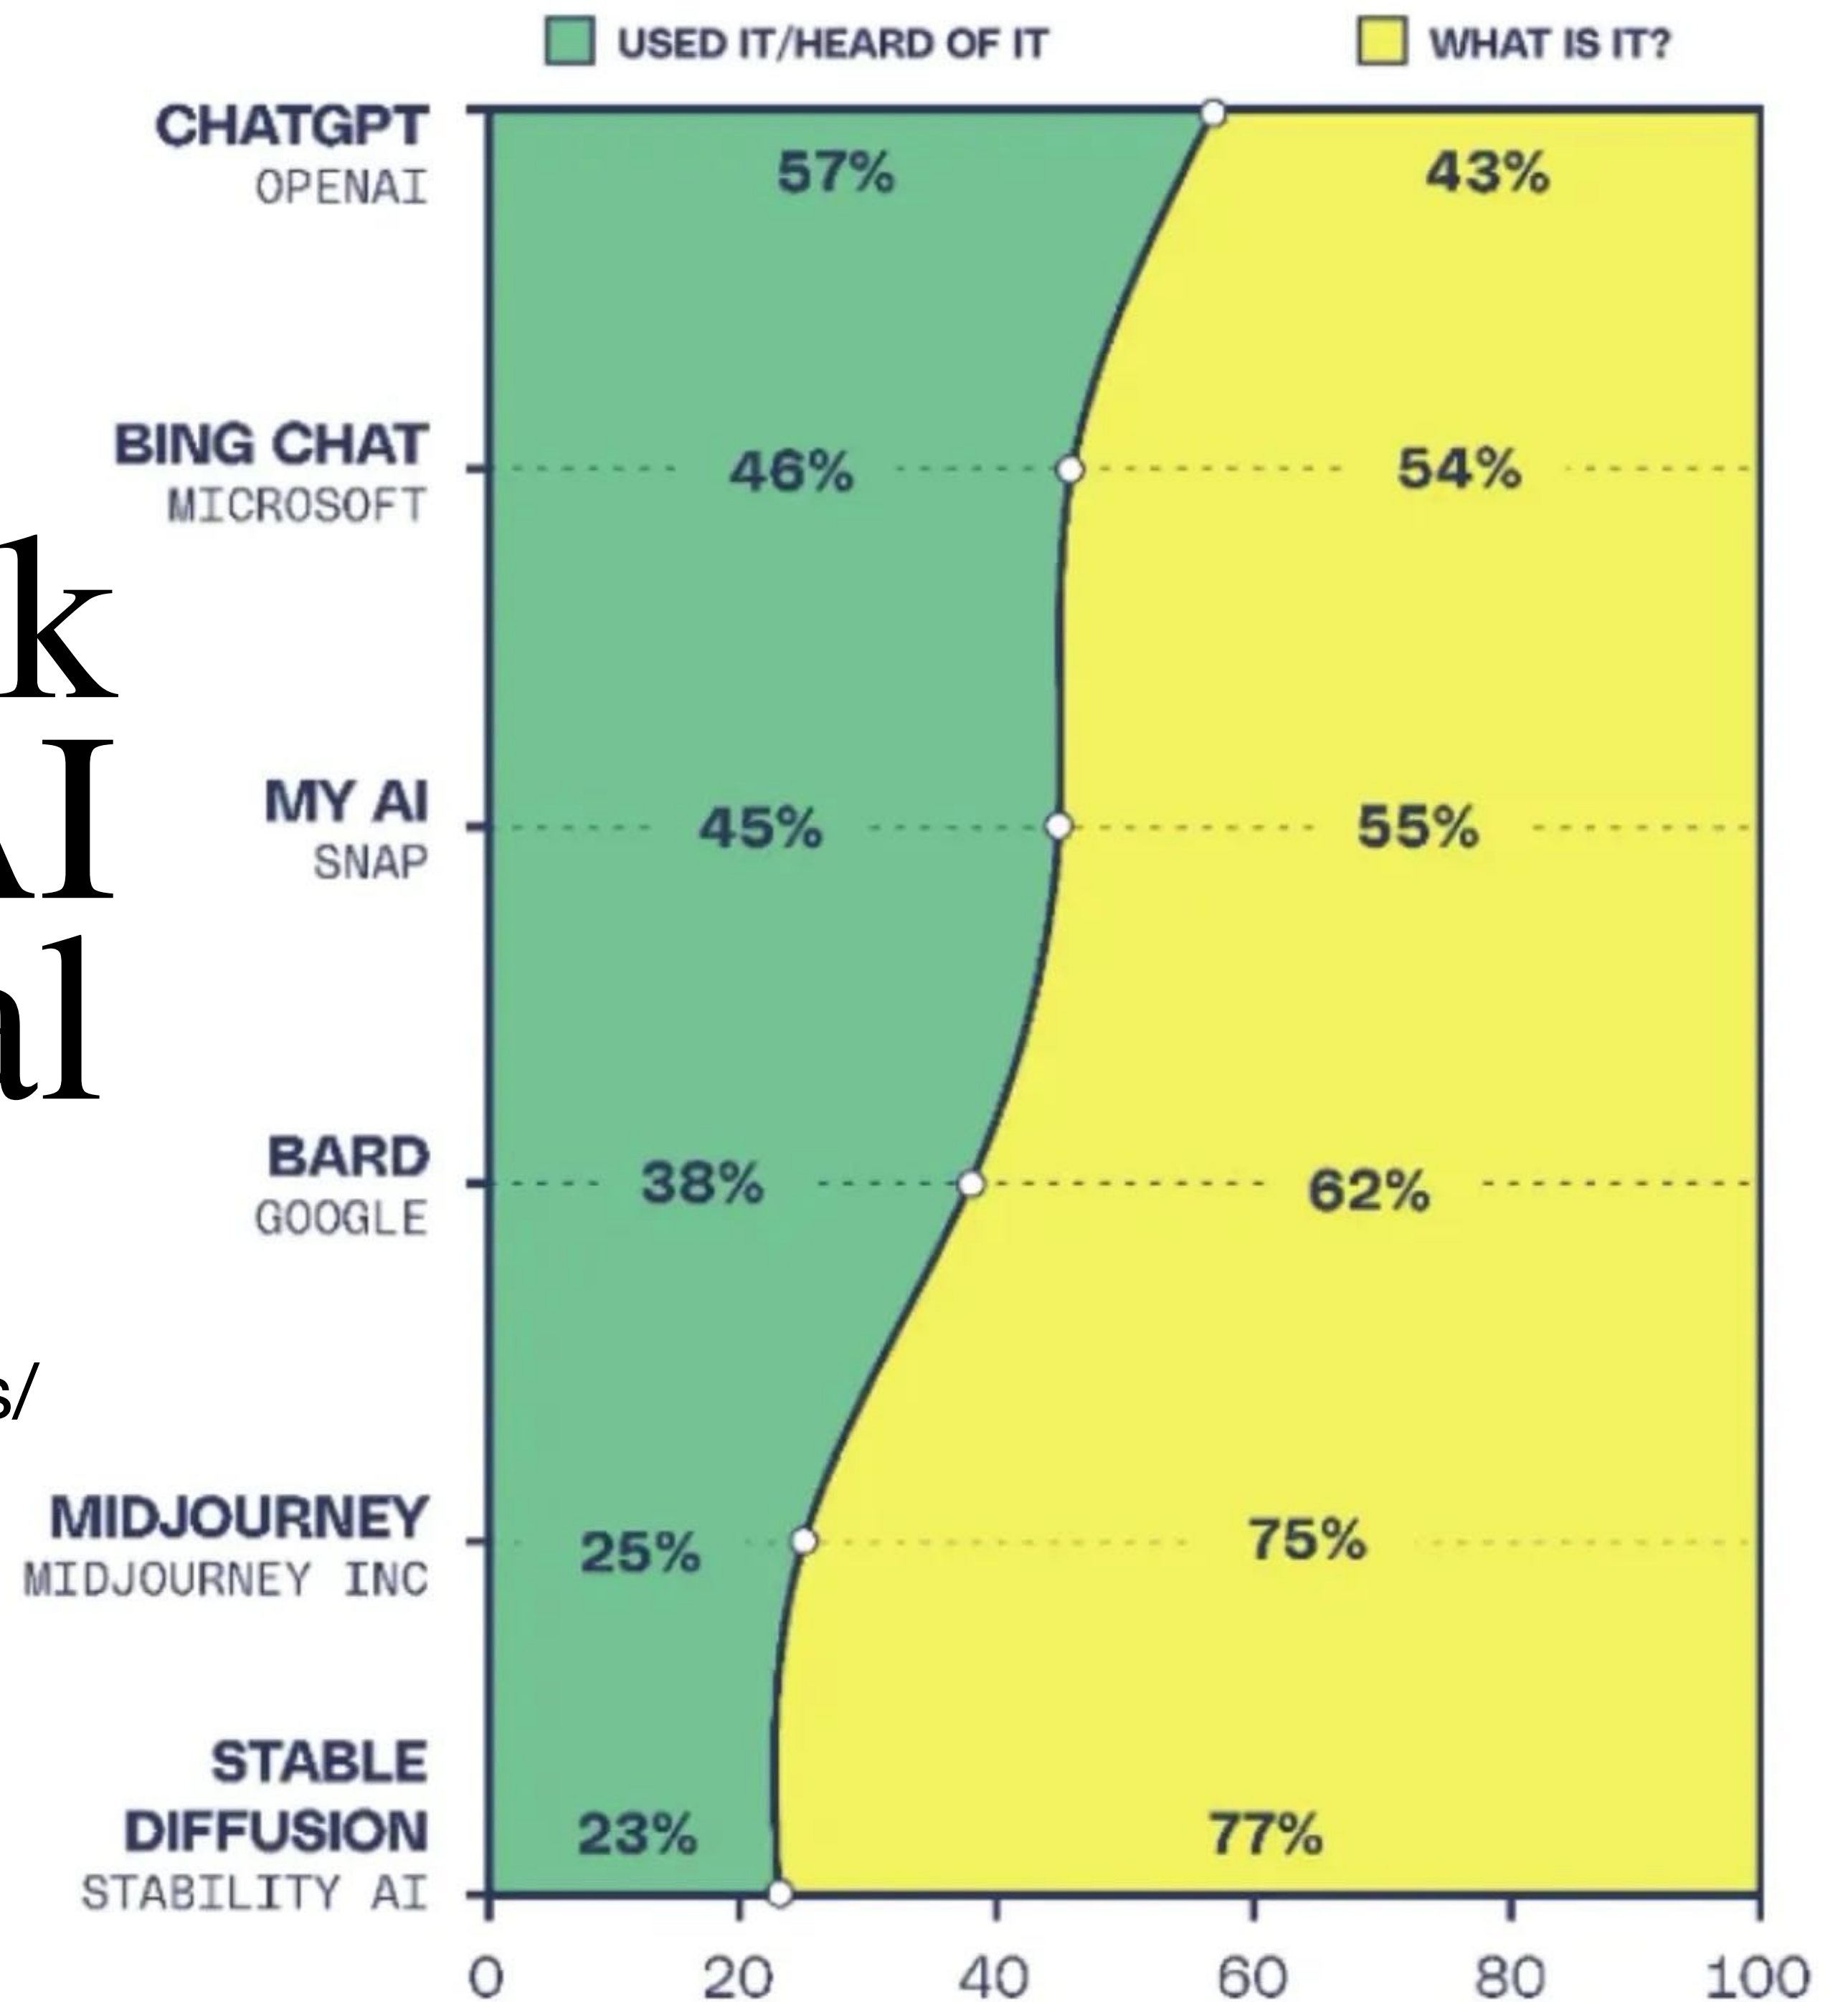 USED IT/HEARD OF IT
WHAT IS IT?
CHATGPT
OPENAI
57%
43%
BING CHAT
MICROSOFT
46%
54%
k
AI
al
MY AI
SNAP
45%
55%
BARD
GOOGLE
38%
62%
s/
MIDJOURNEY
MIDJOURNEY INC
25%
75%
STABLE
DIFFUSION
STABILITY AI
23%
77%
0 20 40 60 80 100